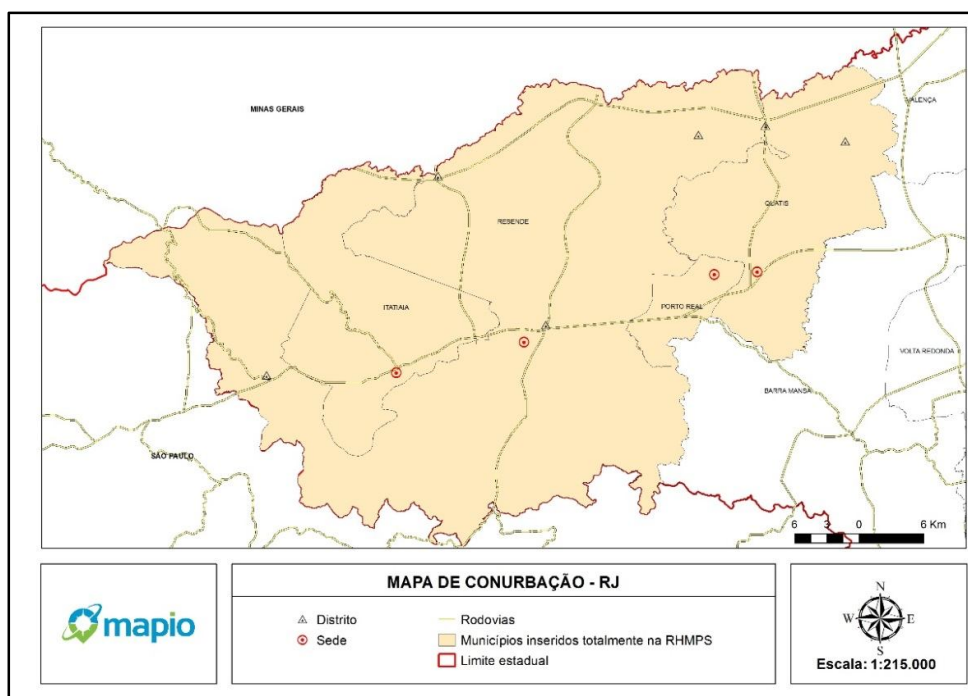 MINAS GERAIS
VALENÇA
QUATIS
RESENDE
ITATIAIA
PORTO REAL
VOLTA REDONDA
BARRA MANSA
SÃO PAULO
6 3 0 6 Km
mapio
MAPA DE CONURBAÇÃO - RJ
Distrito
Sede
Rodovias
Municípios inseridos totalmente na RHMPS
Limite estadual
N
W E
S
Escala: 1:215.000